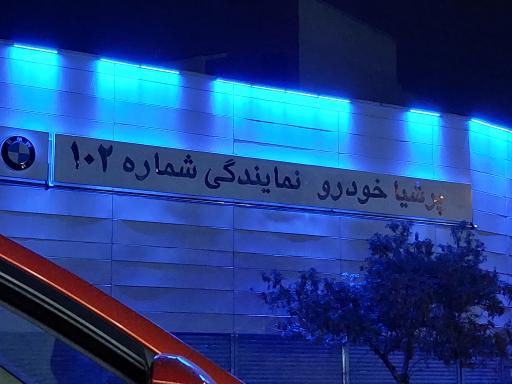 پرشیا خودرو نمایندگی شماره ۱۰۲